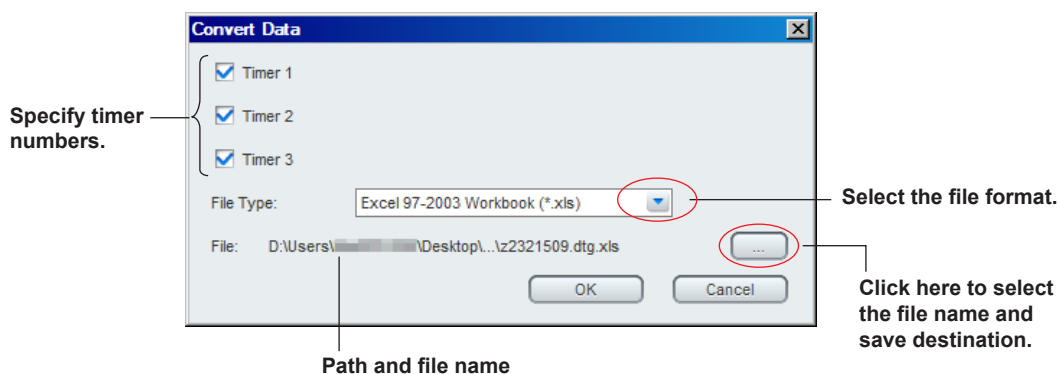 Convert Data
Timer 1
Specify timer
numbers.
Timer 2
Timer 3
File Type: Excel 97-2003 Workbook (*.xls)
Select the file format.
File: D:\Users\ \Desktop\...\z2321509.dtg.xls ...
OK Cancel
Click here to select
the file name and
save destination.
Path and file name